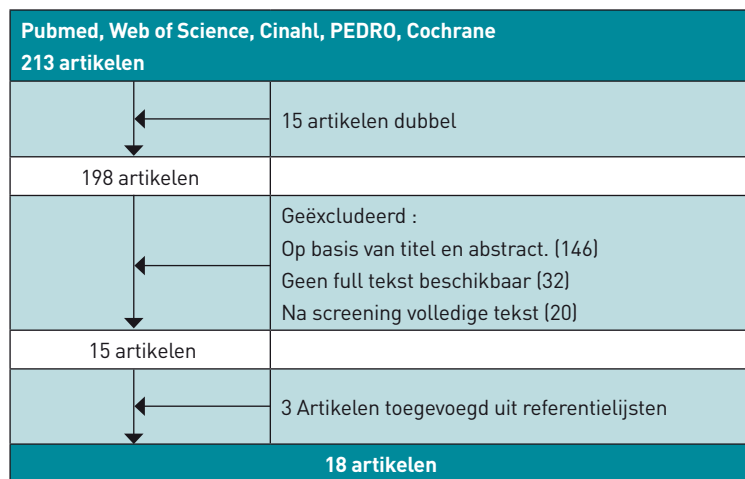 Pubmed, Web of Science, Cinahl, PEDRO, Cochrane
213 artikelen
15 artikelen dubbel
198 artikelen
Geëxcludeerd :
Op basis van titel en abstract. (146)
Geen full tekst beschikbaar (32)
Na screening volledige tekst (20)
15 artikelen
3 Artikelen toegevoegd uit referentielijsten
18 artikelen